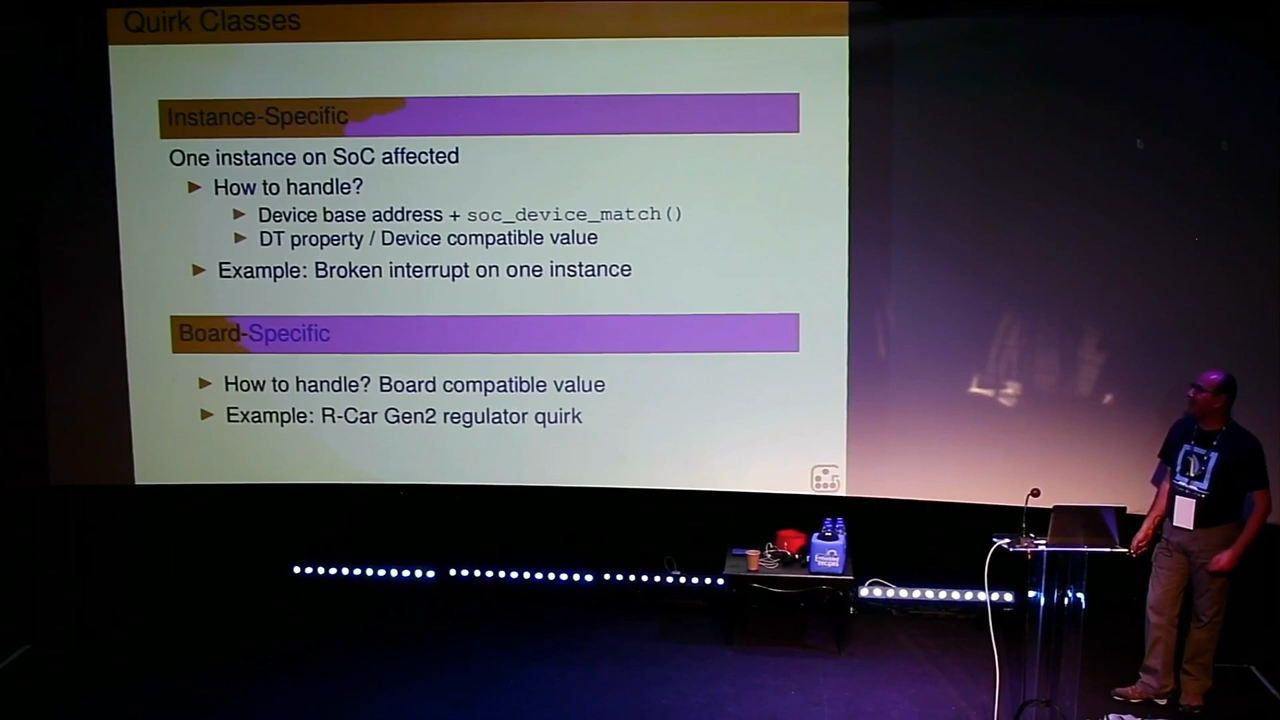 Quirk Classes
Instance-Specific
One instance on SoC affected
How to handle?
Device base address + soc_device_match()
DT property / Device compatible value
Example: Broken interrupt on one instance
Board-Specific
How to handle? Board compatible value
Example: R-Car Gen2 regulator quirk
Embedded
Recipes